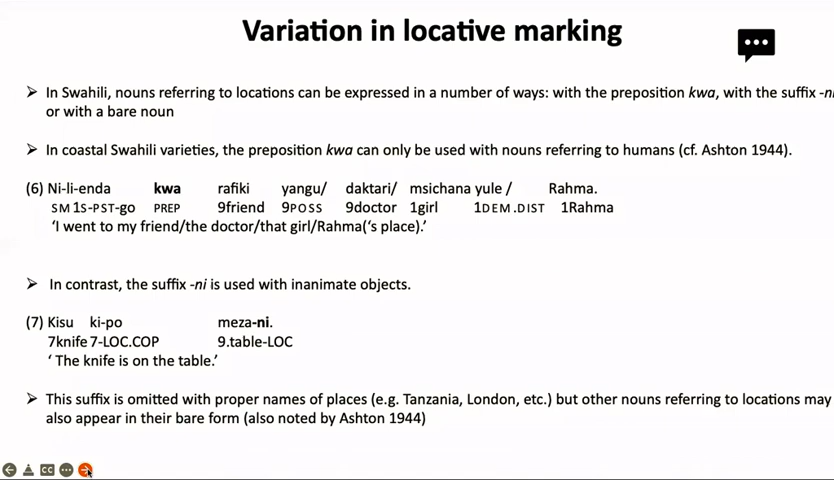 Variation in locative marking
➢ In Swahili, nouns referring to locations can be expressed in a number of ways: with the preposition kwa, with the suffix -n
or with a bare noun
➢ In coastal Swahili varieties, the preposition kwa can only be used with nouns referring to humans (cf. Ashton 1944).
(6) Ni-li-enda kwa rafiki yangu/ daktari/ msichana yule / Rahma.
SM1S-PST-go PREP 9friend 9POSS 9doctor 1girl 1DEM.DIST 1Rahma
‘I went to my friend/the doctor/that girl/Rahma(‘s place).’
➢ In contrast, the suffix -ni is used with inanimate objects.
(7) Kisu ki-po meza-ni.
7knife 7-LOC.COP 9.table-LOC
‘ The knife is on the table.’
➢ This suffix is omitted with proper names of places (e.g. Tanzania, London, etc.) but other nouns referring to locations may
also appear in their bare form (also noted by Ashton 1944)
CC